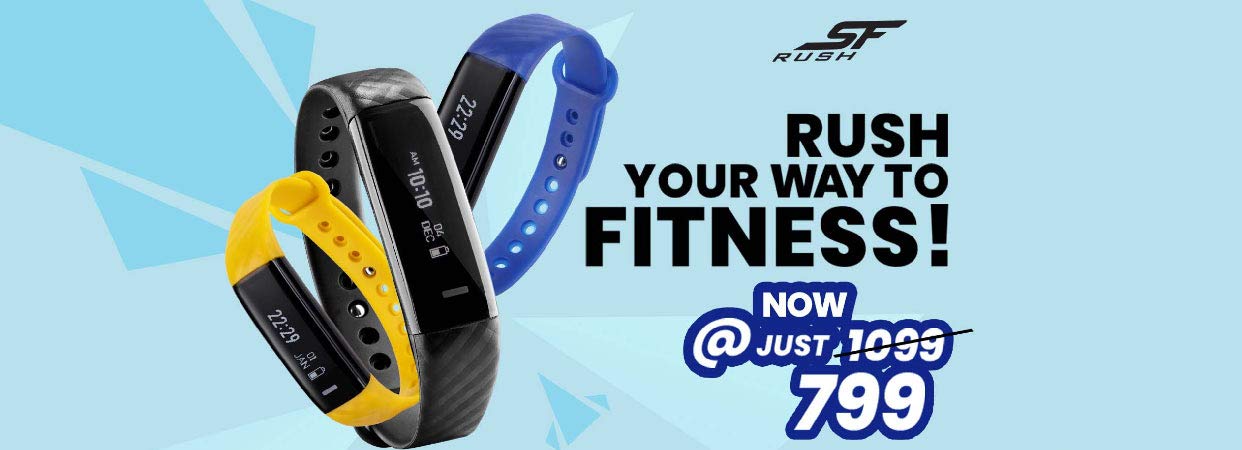 SF
RUSH
RUSH
YOUR WAY TO
FITNESS!
NOW
@ JUST 1099
799
22:29
AM 10:10
04
DEC
22:29
01
JAN